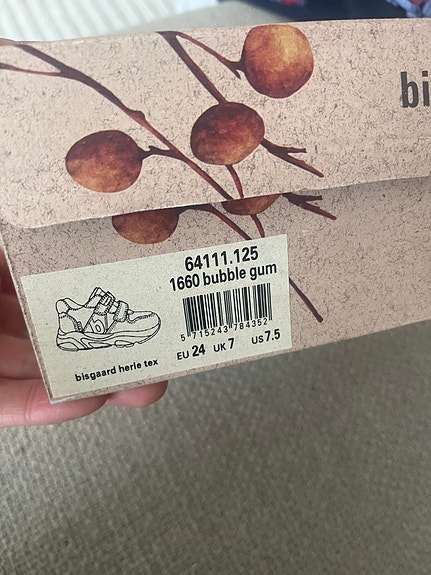 bi
64111.125
1660 bubble gum
5 715243 784352
EU 24 UK 7 US 7.5
bisgaard herle tex